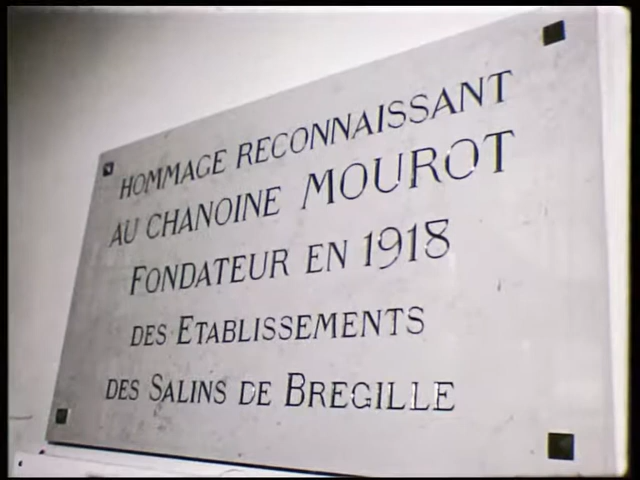 HOMMAGE RECONNAISSANT
AU CHANOINE MOUROT
FONDATEUR EN 1918
DES ETABLISSEMENTS
DES SALINS DE BREGILLE